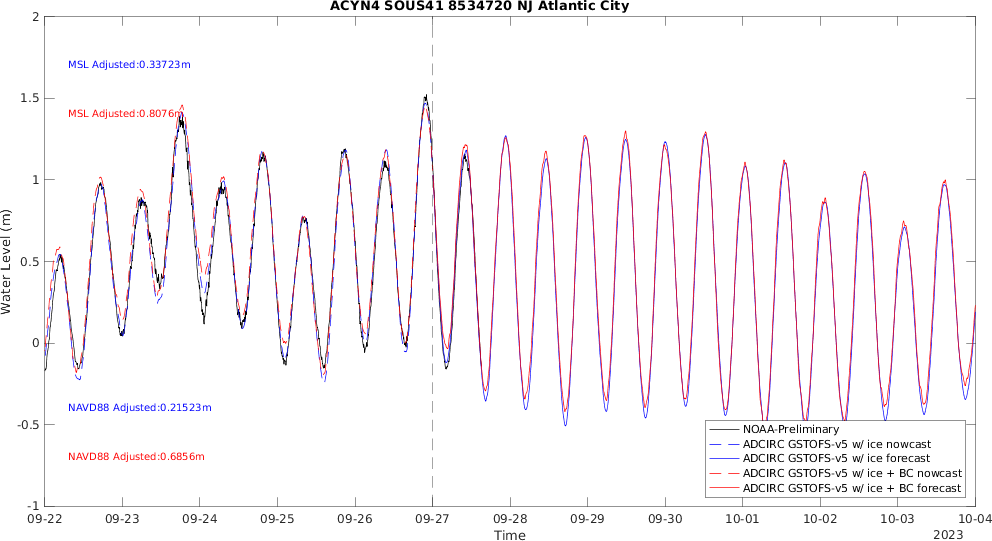 ACYN4 SOUS41 8534720 NJ Atlantic City
2
1.5
1
0.5
0
-0.5
-1
Water Level (m)
MSL Adjusted:0.33723m
MSL Adjusted:0.8076m
NAVD88 Adjusted:0.21523m
NAVD88 Adjusted:0.6856m
NOAA-Preliminary
ADCIRC GSTOFS-v5 w/ ice nowcast
ADCIRC GSTOFS-v5 w/ ice forecast
ADCIRC GSTOFS-v5 w/ ice + BC nowcast
ADCIRC GSTOFS-v5 w/ ice + BC forecast
09-22 09-23 09-24 09-25 09-26 09-27 09-28 09-29 09-30 10-01 10-02 10-03 10-04
Time
2023